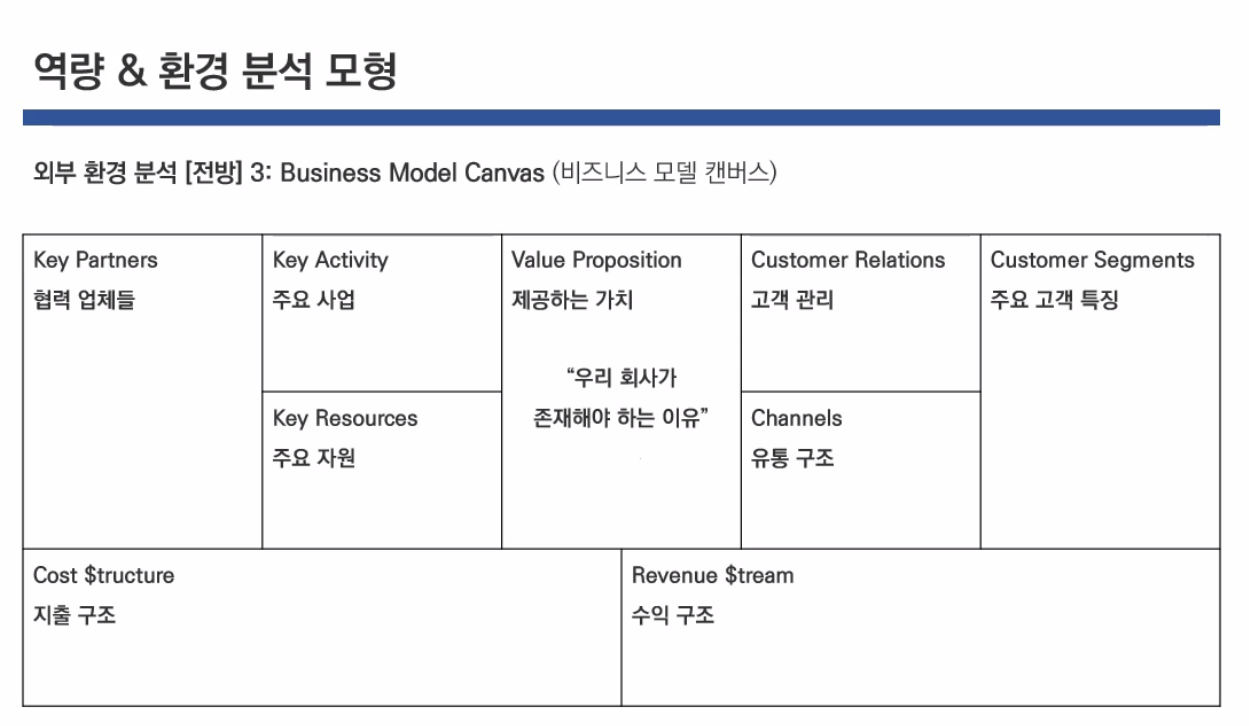 역량 & 환경 분석 모형
외부 환경 분석 [전방] 3: Business Model Canvas (비즈니스 모델 캔버스)
Key Partners
협력 업체들
Key Activity
주요 사업
Key Resources
주요 자원
Value Proposition
제공하는 가치
“우리 회사가
존재해야 하는 이유”
Customer Relations
고객 관리
Channels
유통 구조
Customer Segments
주요 고객 특징
Cost $tructure
지출 구조
Revenue $tream
수익 구조